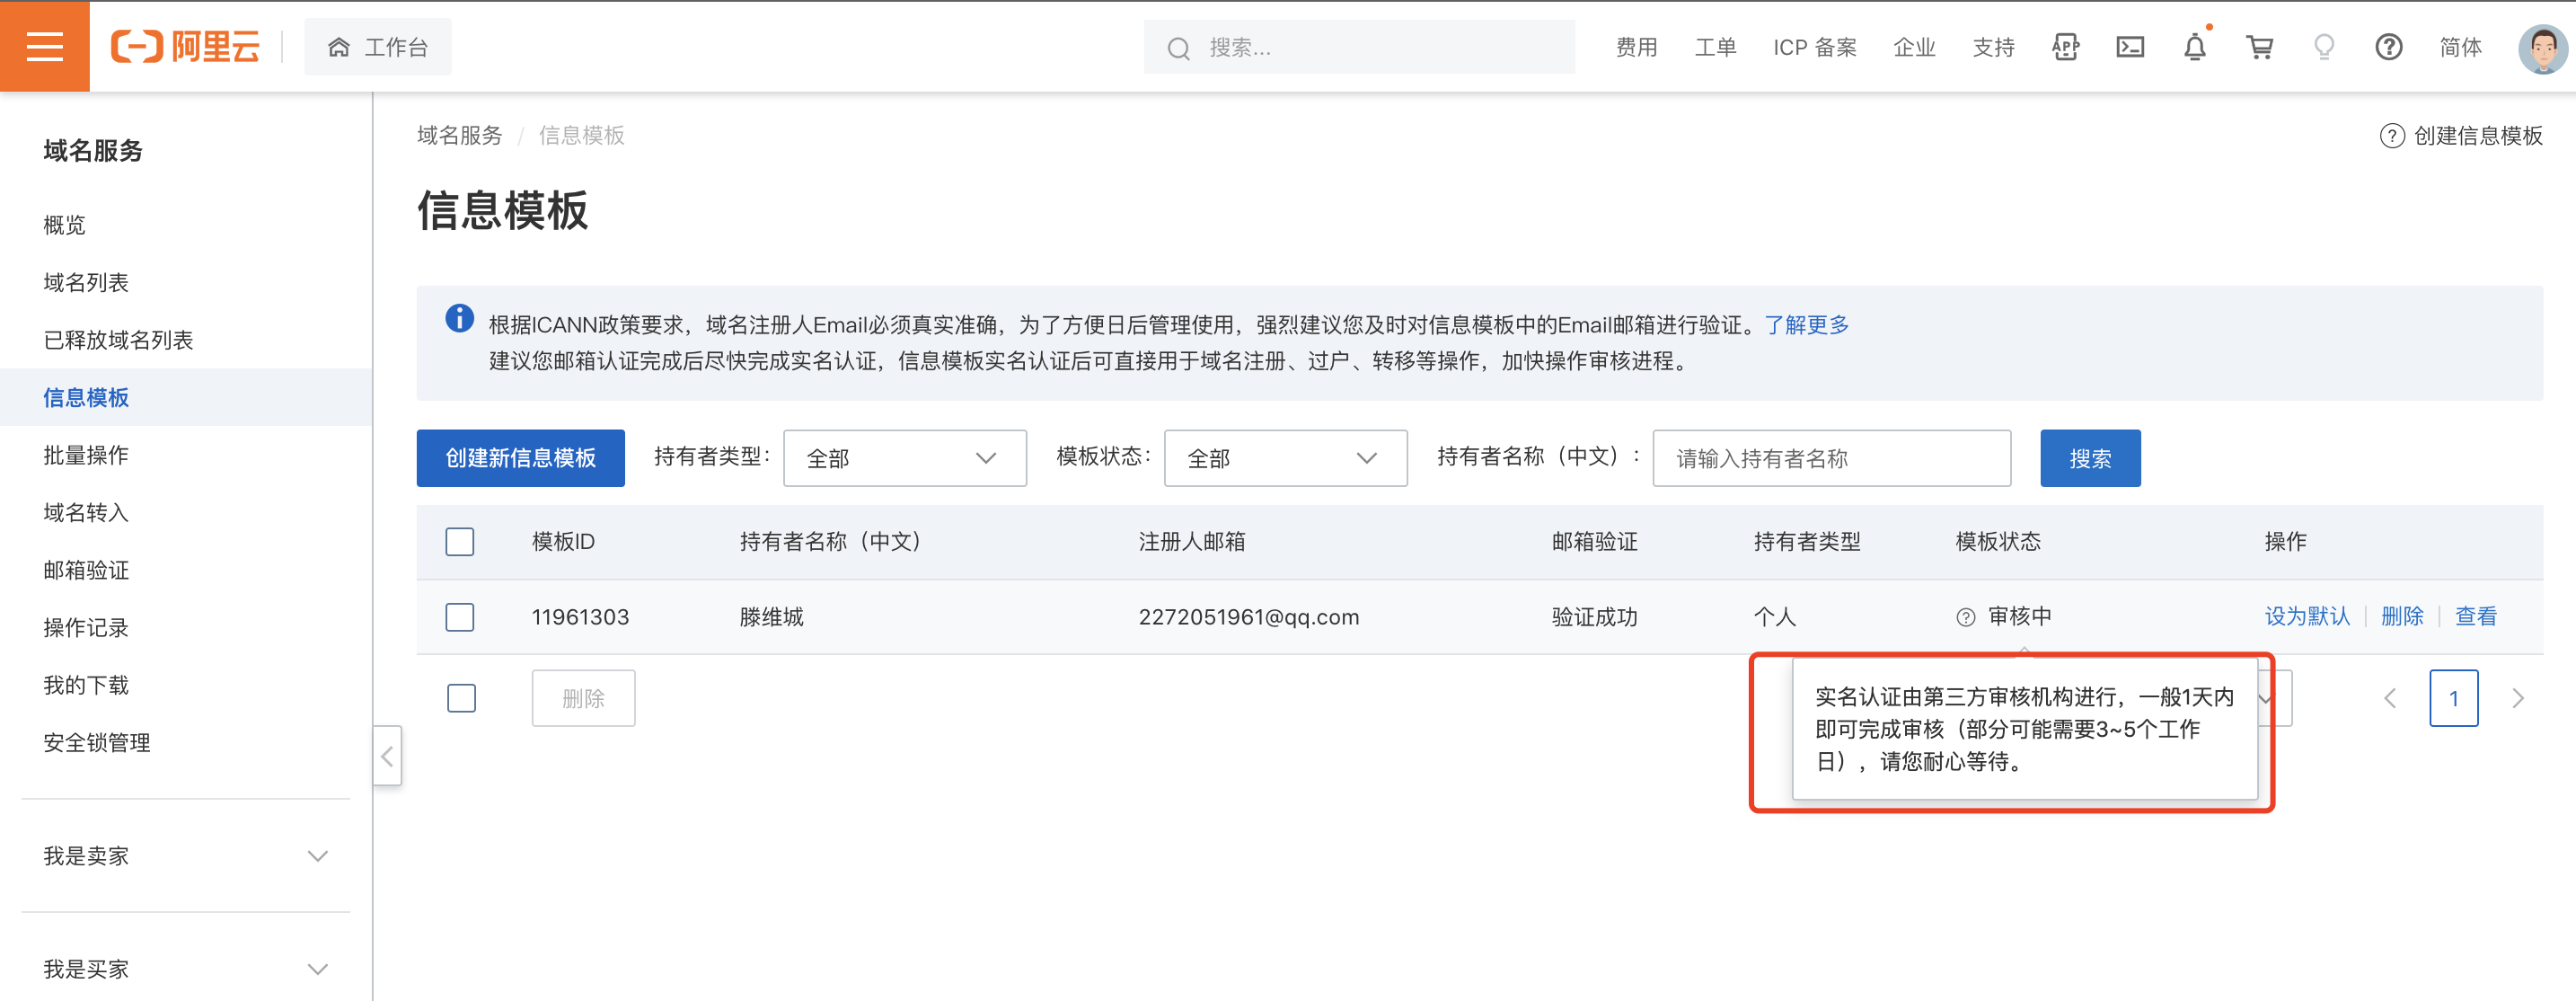 阿里云
工作台
搜索...
费用
工单
ICP 备案
企业
支持
APP
简体
域名服务
概览
域名列表
已释放域名列表
信息模板
批量操作
域名转入
邮箱验证
操作记录
我的下载
安全锁管理
我是卖家
我是买家
域名服务 / 信息模板
创建信息模板
信息模板
根据ICANN政策要求，域名注册人Email必须真实准确，为了方便日后管理使用，强烈建议您及时对信息模板中的Email邮箱进行验证。了解更多
建议您邮箱认证完成后尽快完成实名认证，信息模板实名认证后可直接用于域名注册、过户、转移等操作，加快操作审核进程。
创建新信息模板 持有者类型： 全部 模板状态： 全部 持有者名称（中文）： 请输入持有者名称 搜索
模板ID 持有者名称（中文） 注册人邮箱 邮箱验证 持有者类型 模板状态 操作
11961303 滕维城 2272051961@qq.com 验证成功 个人 审核中 设为默认 删除 查看
删除
1
实名认证由第三方审核机构进行，一般1天内
即可完成审核（部分可能需要3~5个工作
日），请您耐心等待。